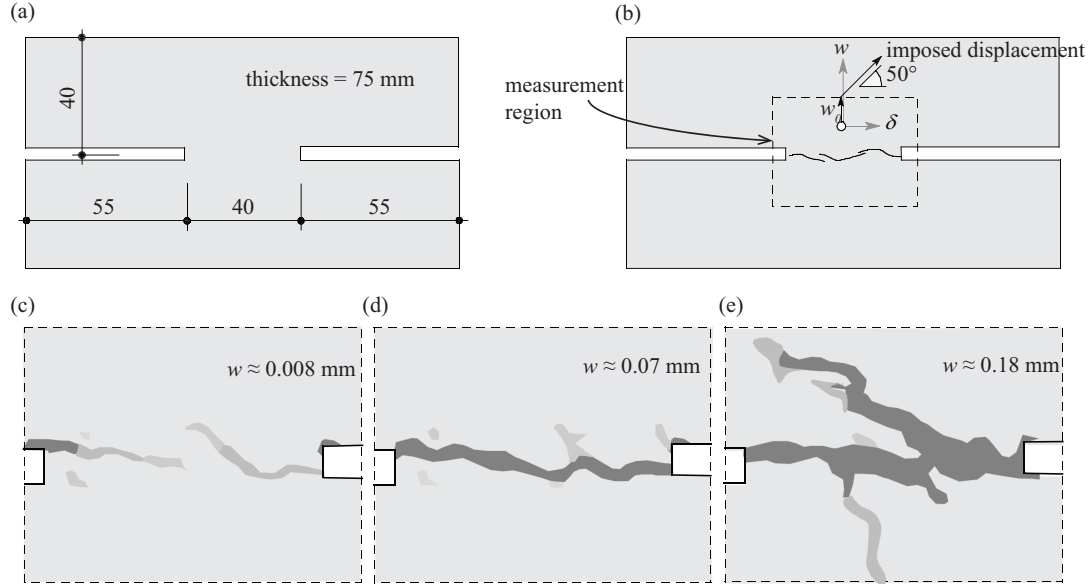 (a)
40
thickness = 75 mm
55
40
55
(b)
measurement
region
w
imposed displacement
50°
w₀
δ
(c)
w ≈ 0.008 mm
(d)
w ≈ 0.07 mm
(e)
w ≈ 0.18 mm